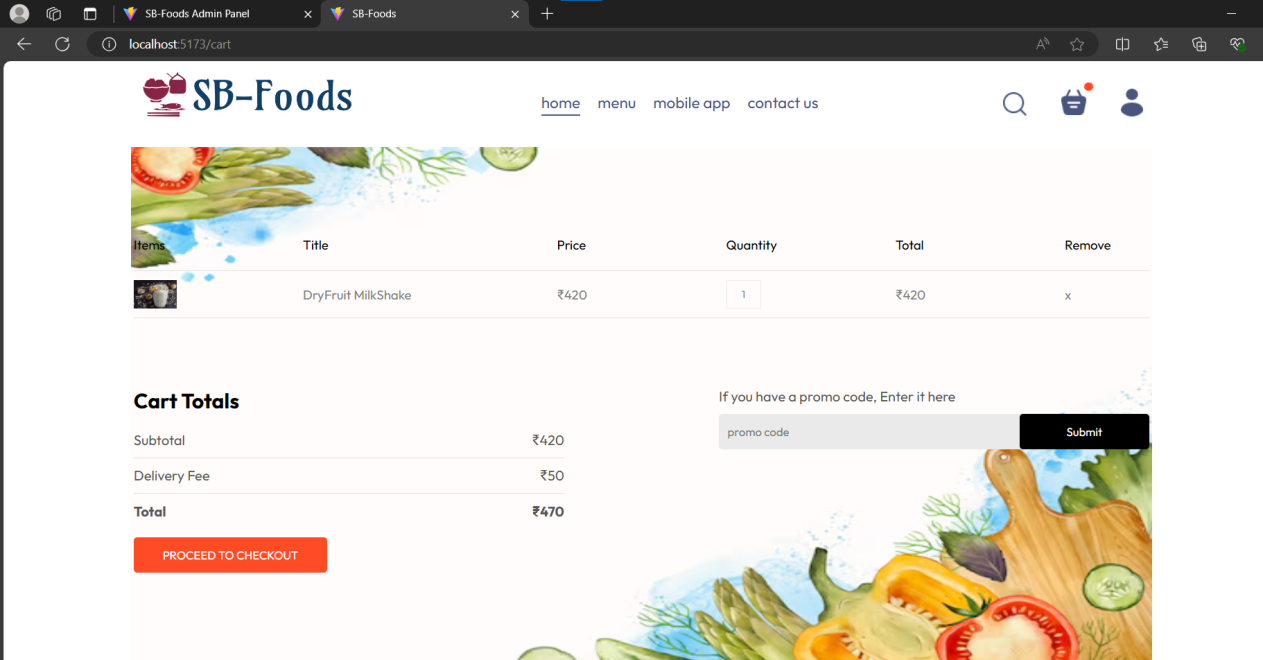 SB-Foods Admin Panel
SB-Foods
localhost:5173/cart
SB-Foods
home menu mobile app contact us
Items Title Price Quantity Total Remove
DryFruit MilkShake ₹420 1 ₹420 x
Cart Totals
If you have a promo code, Enter it here
promo code Submit
Subtotal ₹420
Delivery Fee ₹50
Total ₹470
PROCEED TO CHECKOUT